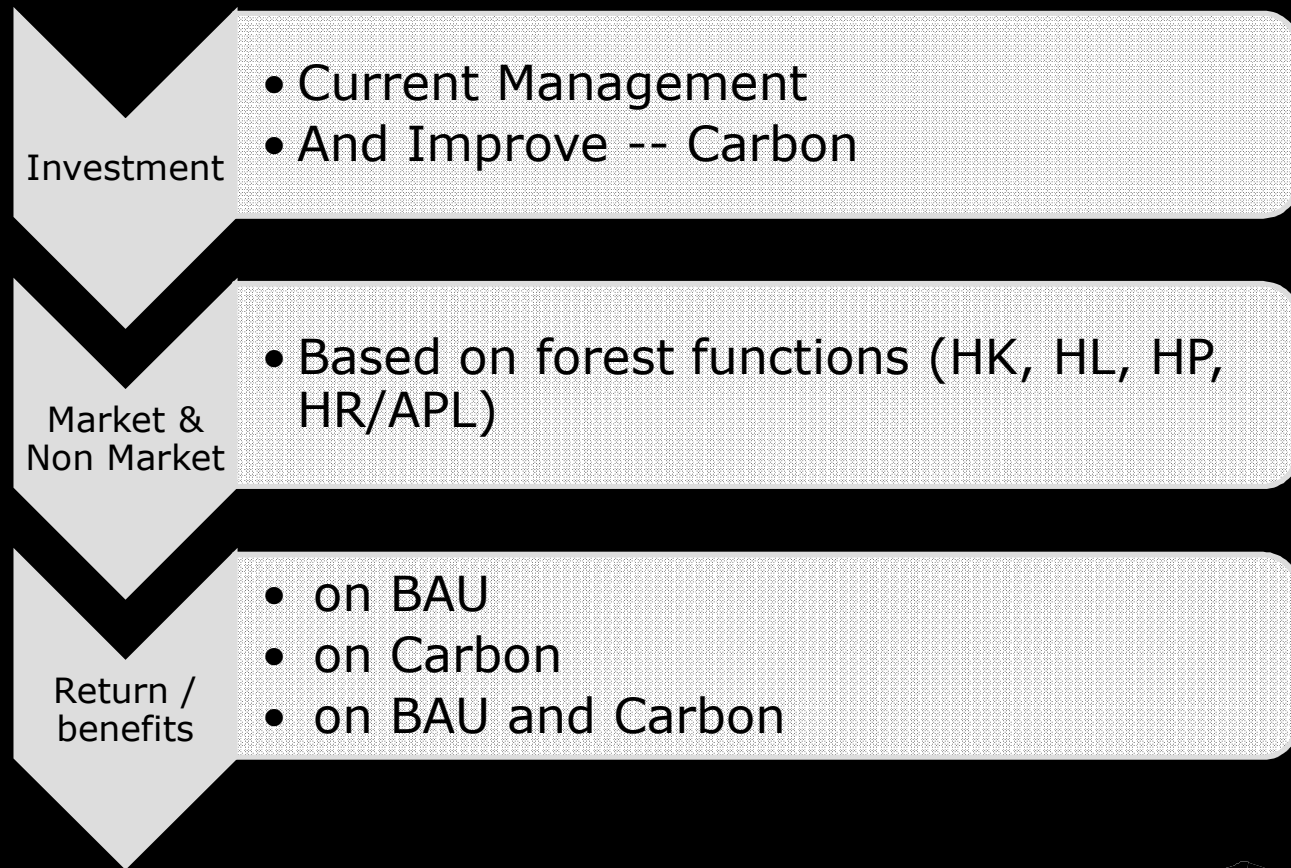 Investment
• Current Management
• And Improve -- Carbon
Market &
Non Market
• Based on forest functions (HK, HL, HP,
HR/APL)
Return /
benefits
• on BAU
• on Carbon
• on BAU and Carbon